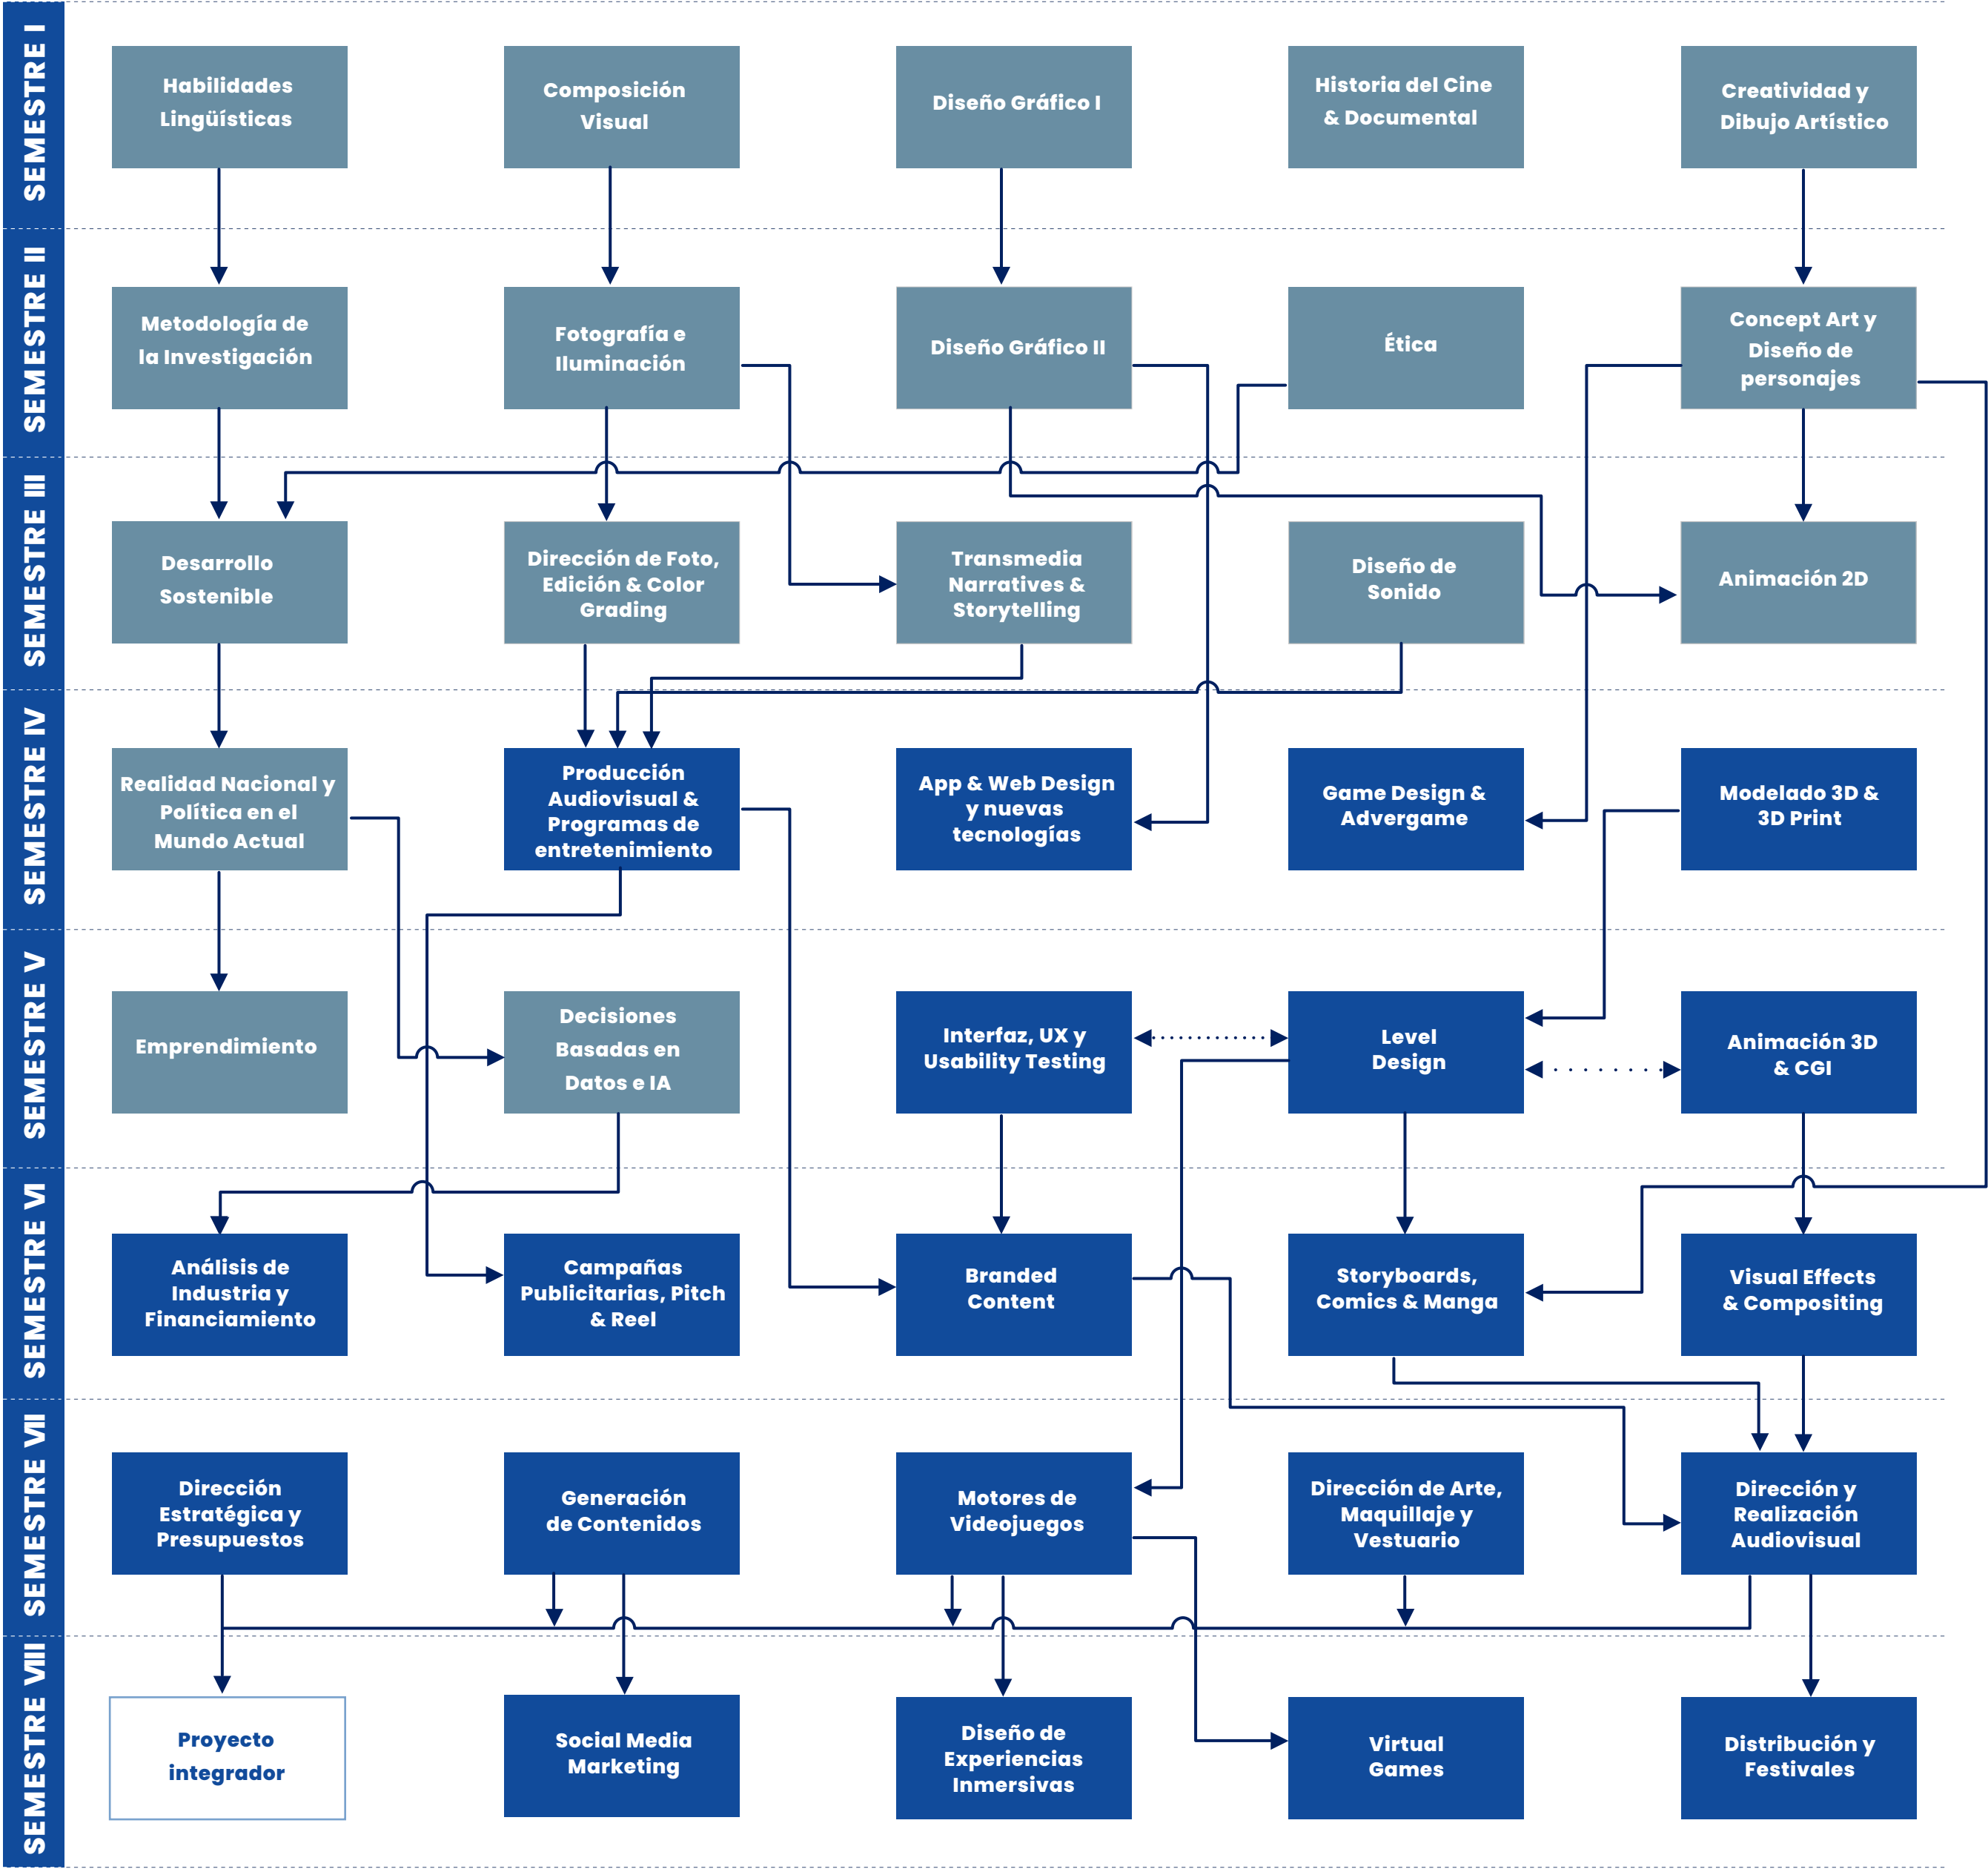 SEMESTRE I
Habilidades
Lingüísticas
Composición
Visual
Diseño Gráfico I
Historia del Cine
& Documental
Creatividad y
Dibujo Artístico
SEMESTRE II
Metodología de
la Investigación
Fotografía e
Iluminación
Diseño Gráfico II
Ética
Concept Art y
Diseño de
personajes
SEMESTRE III
Desarrollo
Sostenible
Dirección de Foto,
Edición & Color
Grading
Transmedia
Narratives &
Storytelling
Diseño de
Sonido
Animación 2D
SEMESTRE IV
Realidad Nacional y
Política en el
Mundo Actual
Producción
Audiovisual &
Programas de
entretenimiento
App & Web Design
y nuevas
tecnologías
Game Design &
Advergame
Modelado 3D &
3D Print
SEMESTRE V
Emprendimiento
Decisiones
Basadas en
Datos e IA
Interfaz, UX y
Usability Testing
Level
Design
Animación 3D
& CGI
SEMESTRE VI
Análisis de
Industria y
Financiamiento
Campañas
Publicitarias, Pitch
& Reel
Branded
Content
Storyboards,
Comics & Manga
Visual Effects
& Compositing
SEMESTRE VII
Dirección
Estratégica y
Presupuestos
Generación
de Contenidos
Motores de
Videojuegos
Dirección de Arte,
Maquillaje y
Vestuario
Dirección y
Realización
Audiovisual
SEMESTRE VIII
Proyecto
integrador
Social Media
Marketing
Diseño de
Experiencias
Inmersivas
Virtual
Games
Distribución y
Festivales